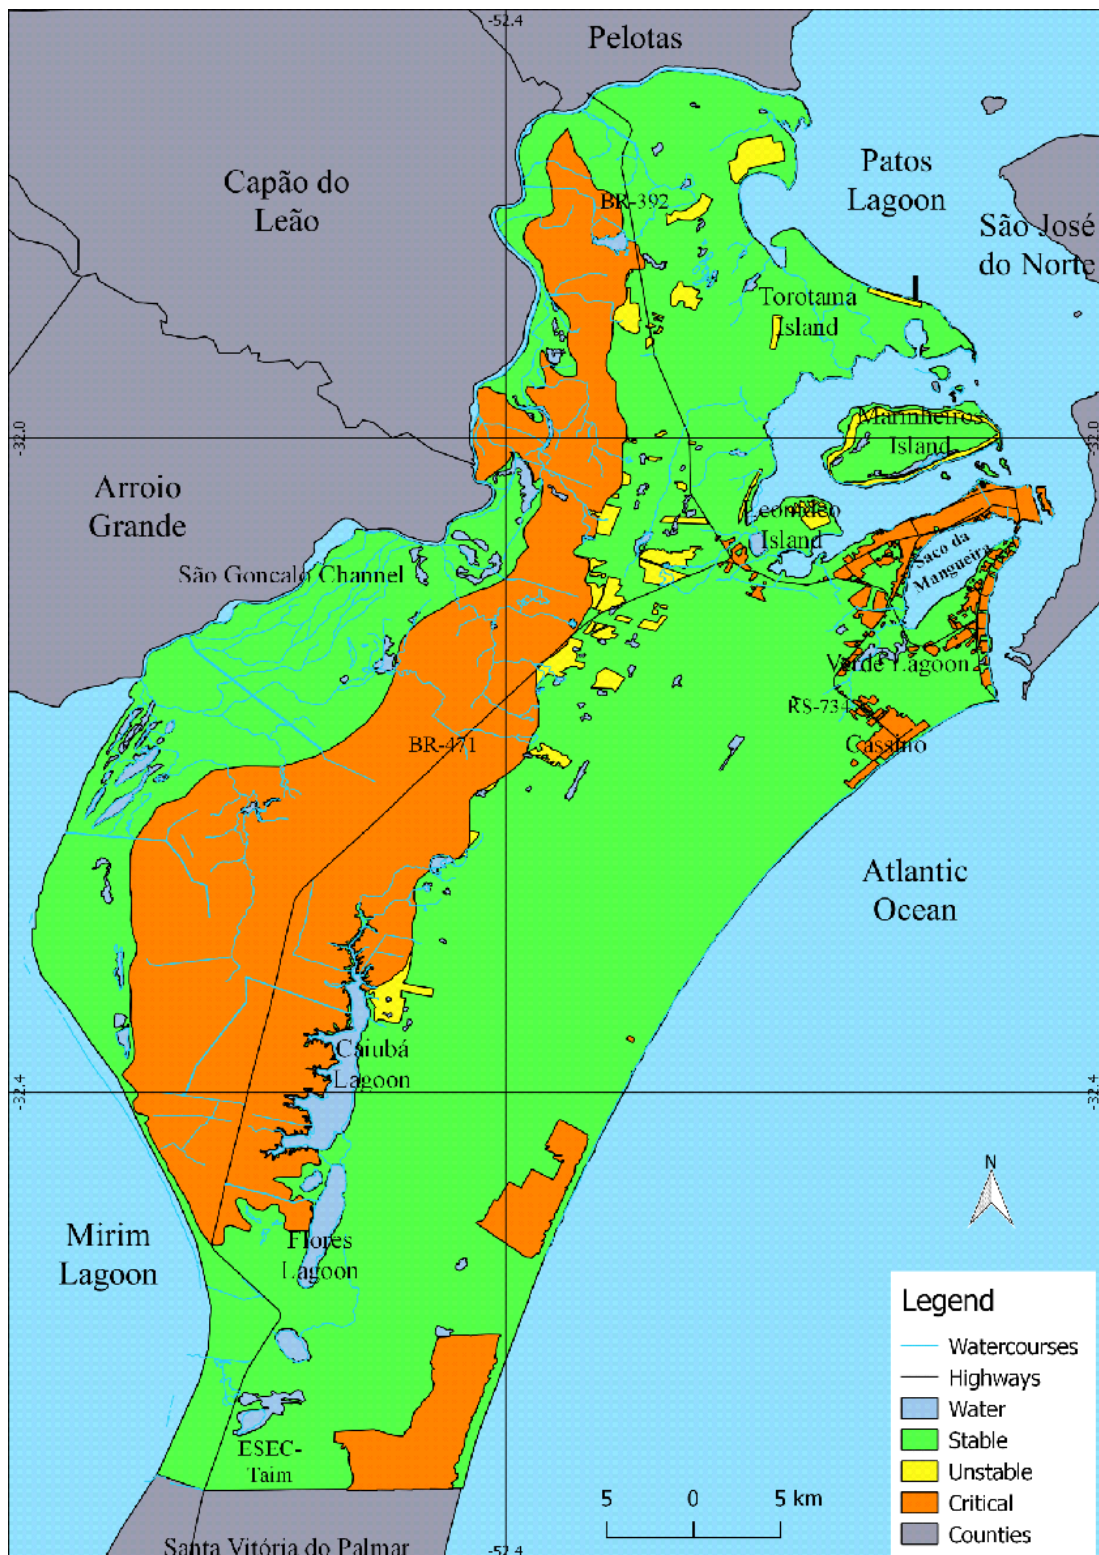 -52.4
Pelotas
Patos
Lagoon
Capão do
Leão
BR-392
São José
do Norte
Torotama
Island
-32.0
-32.0
Marinheiros
Island
Arroio
Grande
Leonídeo
Island
Saco da
Mangueira
São Goncalo Channel
Verde Lagoon
RS-734
BR-471
Cassino
Atlantic
Ocean
Caiubá
Lagoon
-32.4
-32.4
N
Mirim
Lagoon
Flores
Lagoon
Legend
Watercourses
Highways
Water
Stable
Unstable
Critical
Counties
ESEC-
Taim
5 0 5 km
Santa Vitória do Palmar
-52.4